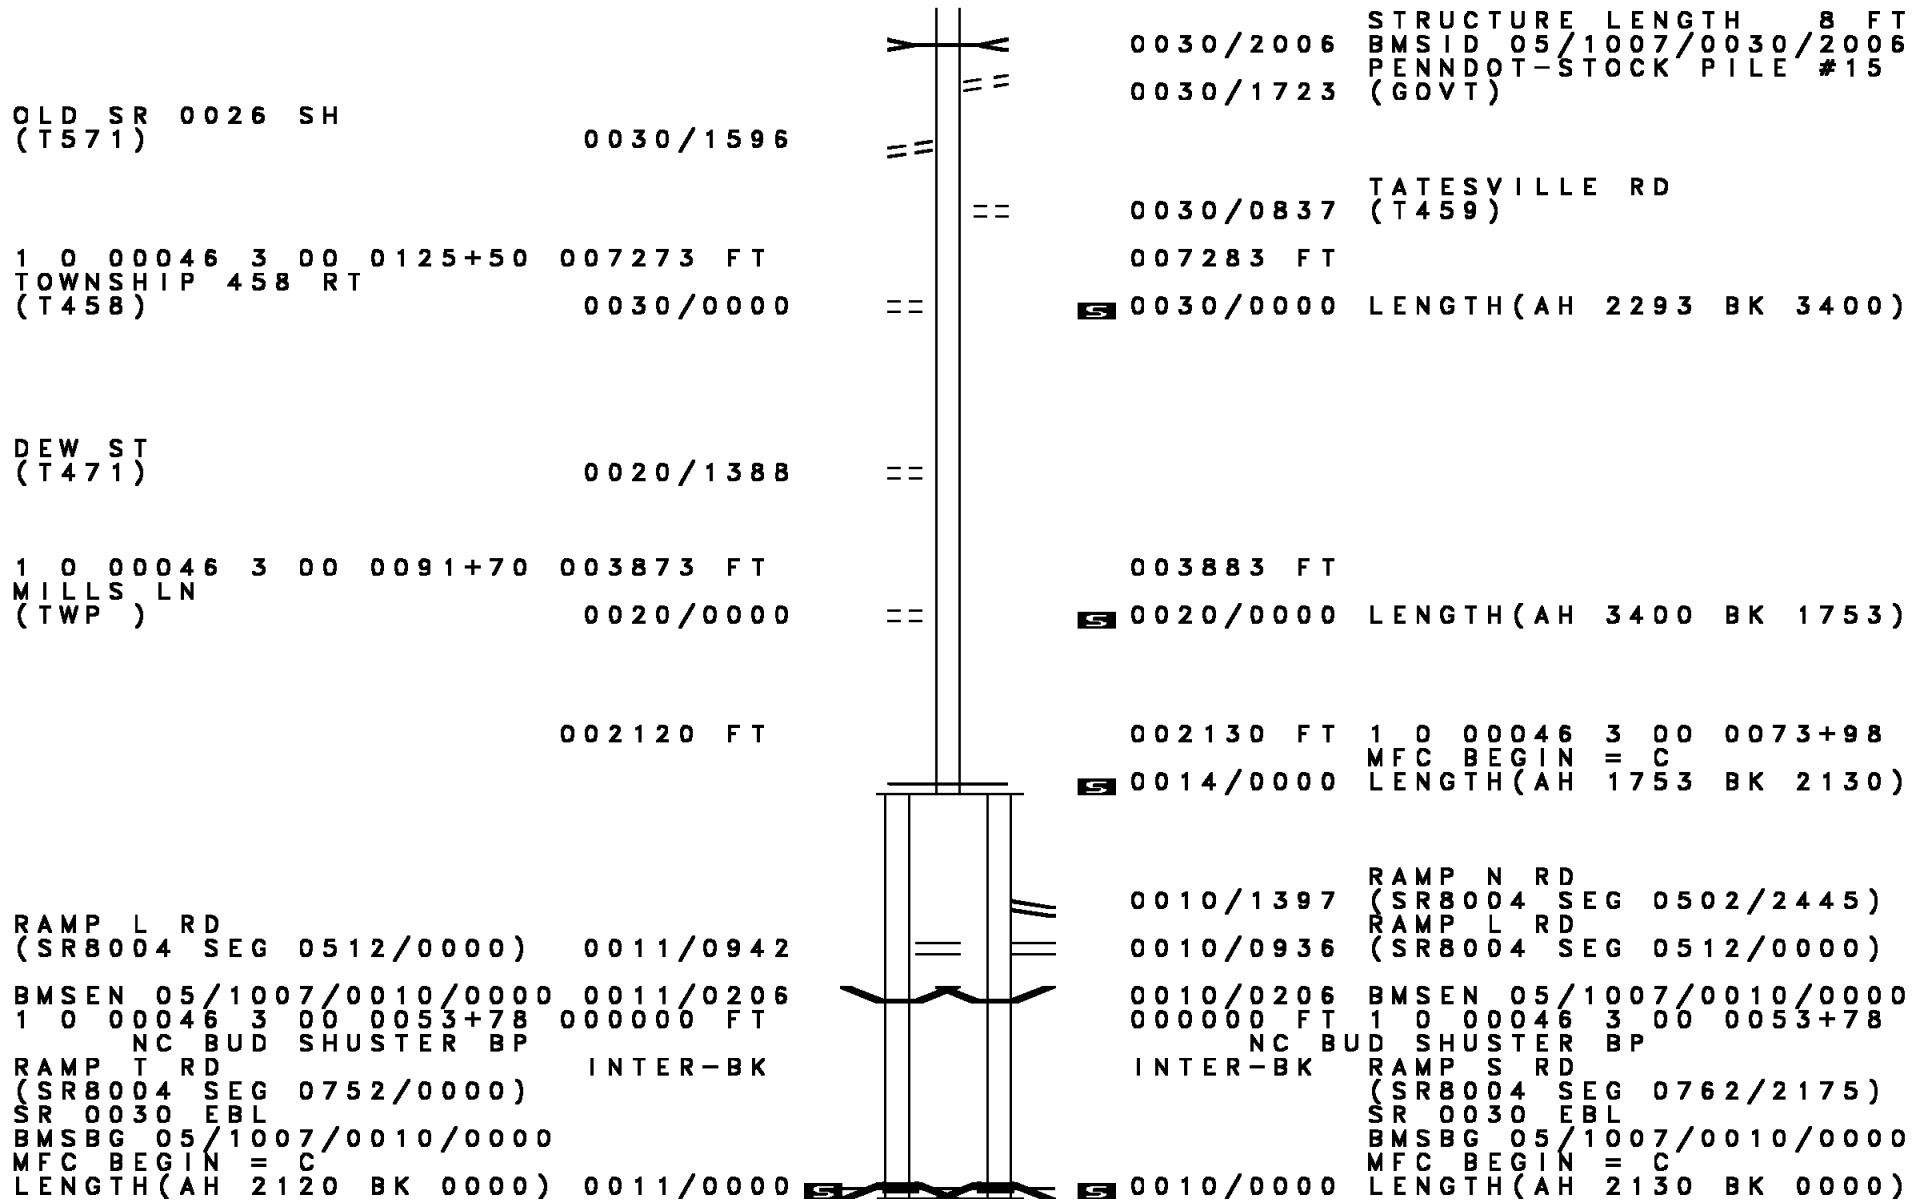 STRUCTURE LENGTH 8 FT
0030/2006 BMSID 05/1007/0030/2006
PENNDOT-STOCK PILE #15
0030/1723 (GOVT)
OLD SR 0026 SH
(T571) 0030/1596
TATESVILLE RD
0030/0837 (T459)
1 0 00046 3 00 0125+50 007273 FT 007283 FT
TOWNSHIP 458 RT
(T458) 0030/0000 S 0030/0000 LENGTH(AH 2293 BK 3400)
DEW ST
(T471) 0020/1388
1 0 00046 3 00 0091+70 003873 FT 003883 FT
MILLS LN
(TWP ) 0020/0000 S 0020/0000 LENGTH(AH 3400 BK 1753)
002120 FT 002130 FT 1 0 00046 3 00 0073+98
MFC BEGIN = C
S 0014/0000 LENGTH(AH 1753 BK 2130)
RAMP N RD
0010/1397 (SR8004 SEG 0502/2445)
RAMP L RD RAMP L RD
(SR8004 SEG 0512/0000) 0011/0942 0010/0936 (SR8004 SEG 0512/0000)
BMSEN 05/1007/0010/0000 0011/0206 0010/0206 BMSEN 05/1007/0010/0000
1 0 00046 3 00 0053+78 000000 FT 000000 FT 1 0 00046 3 00 0053+78
NC BUD SHUSTER BP NC BUD SHUSTER BP
RAMP T RD INTER-BK INTER-BK RAMP S RD
(SR8004 SEG 0752/0000) (SR8004 SEG 0762/2175)
SR 0030 EBL SR 0030 EBL
BMSBG 05/1007/0010/0000 BMSBG 05/1007/0010/0000
MFC BEGIN = C MFC BEGIN = C
LENGTH(AH 2120 BK 0000) 0011/0000 S S 0010/0000 LENGTH(AH 2130 BK 0000)